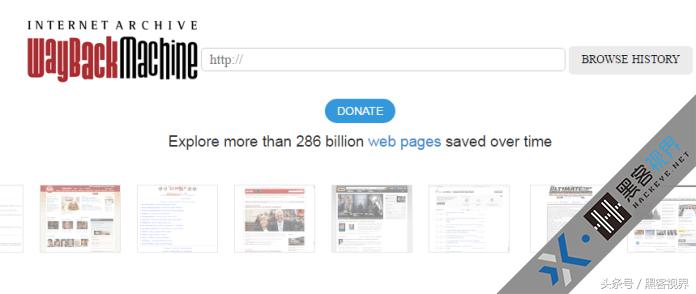 INTERNET ARCHIVE
WayBackMachine
http://
BROWSE HISTORY
DONATE
Explore more than 286 billion web pages saved over time
黑客视界
HACKEYE.NET
头条号 / 黑客视界